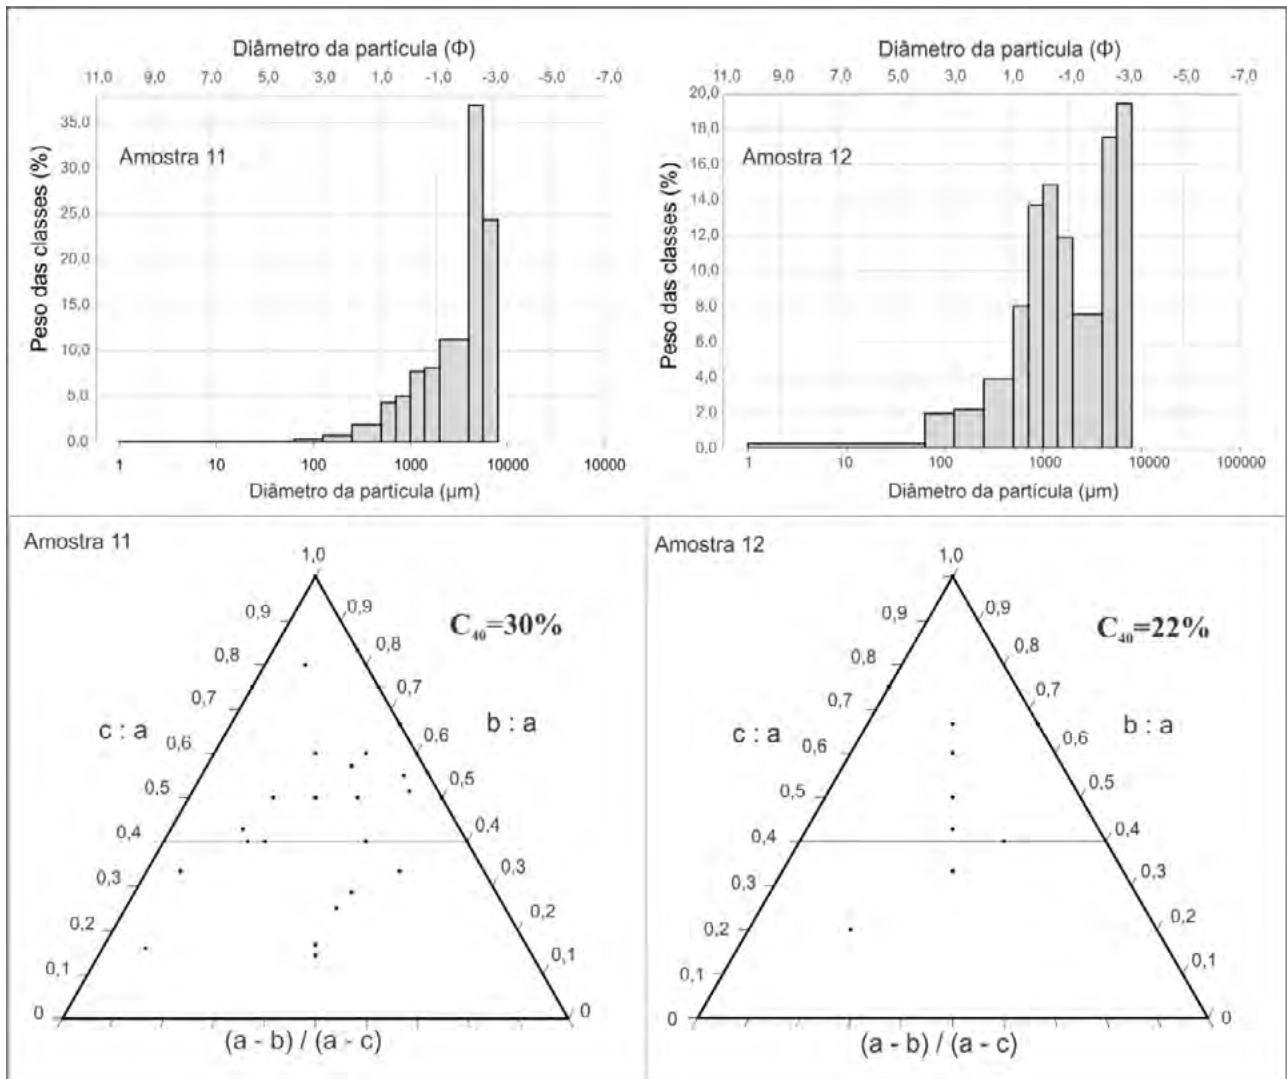 Diâmetro da partícula (Φ)
11,0 9,0 7,0 5,0 3,0 1,0 -1,0 -3,0 -5,0 -7,0
35,0
30,0
25,0
20,0
15,0
10,0
5,0
0,0
Peso das classes (%)
Amostra 11
1 10 100 1000 10000 10000
Diâmetro da partícula (µm)
Diâmetro da partícula (Φ)
11,0 9,0 7,0 5,0 3,0 1,0 -1,0 -3,0 -5,0 -7,0
20,0
18,0
16,0
14,0
12,0
10,0
8,0
6,0
4,0
2,0
0,0
Peso das classes (%)
Amostra 12
1 10 100 1000 10000 100000
Diâmetro da partícula (µm)
Amostra 11
1,0
C40=30%
0,9 0,9
0,8 0,8
0,7 0,7
c : a b : a
0,6 0,6
0,5 0,5
0,4 0,4
0,3 0,3
0,2 0,2
0,1 0,1
0 0
(a - b) / (a - c)
Amostra 12
1,0
C40=22%
0,9 0,9
0,8 0,8
0,7 0,7
c : a b : a
0,6 0,6
0,5 0,5
0,4 0,4
0,3 0,3
0,2 0,2
0,1 0,1
0 0
(a - b) / (a - c)